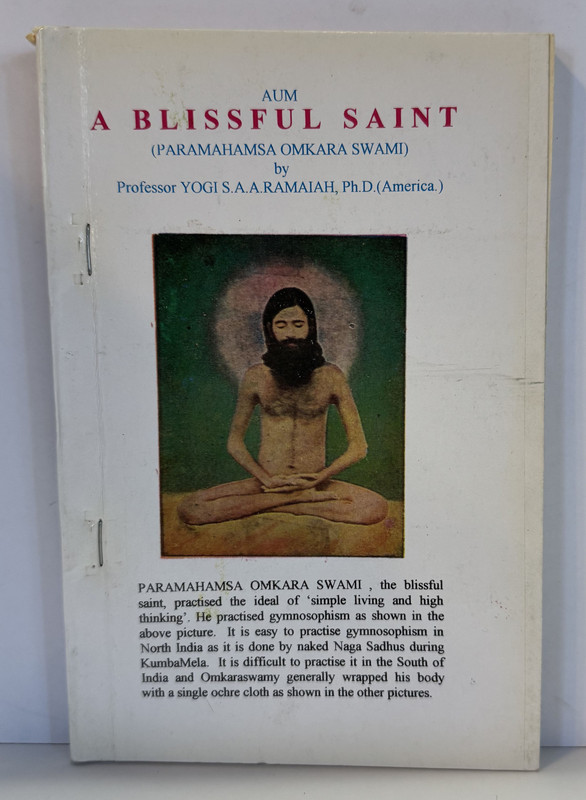 AUM
A BLISSFUL SAINT
(PARAMAHAMSA OMKARA SWAMI)
by
Professor YOGI S.A.A.RAMAIAH, Ph.D.(America.)
PARAMAHAMSA OMKARA SWAMI , the blissful
saint, practised the ideal of ‘simple living and high
thinking’. He practised gymnosophism as shown in the
above picture. It is easy to practise gymnosophism in
North India as it is done by naked Naga Sadhus during
KumbaMela. It is difficult to practise it in the South of
India and Omkaraswamy generally wrapped his body
with a single ochre cloth as shown in the other pictures.